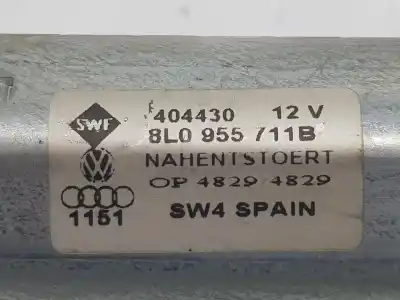 SWF 404430 12 V
8L0 955 711B
NAHENTSTOERT
OP 4829 4829
1151 SW4 SPAIN